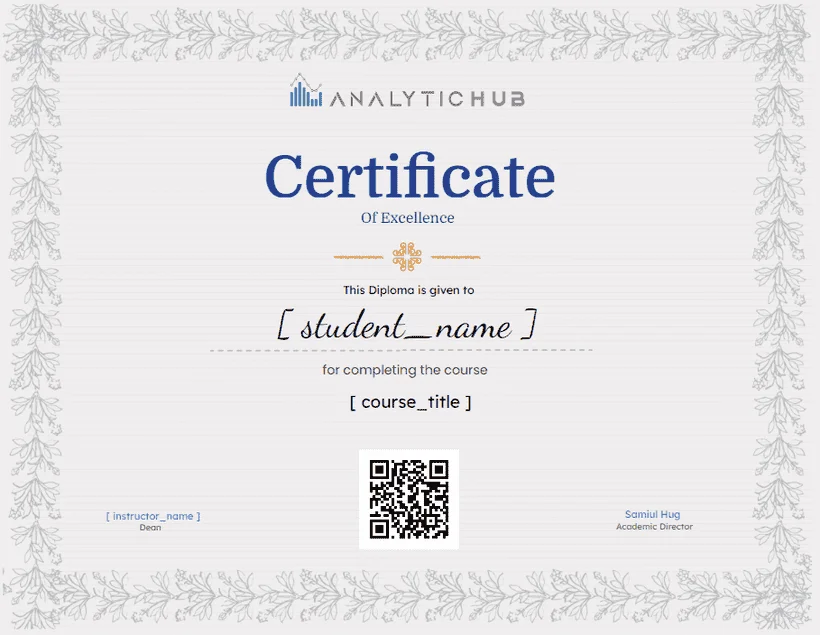 ANALYTICHUB
Certificate
Of Excellence
This Diploma is given to
[ student_name ]
for completing the course
[ course_title ]
[ instructor_name ]
Dean
Samiul Hug
Academic Director